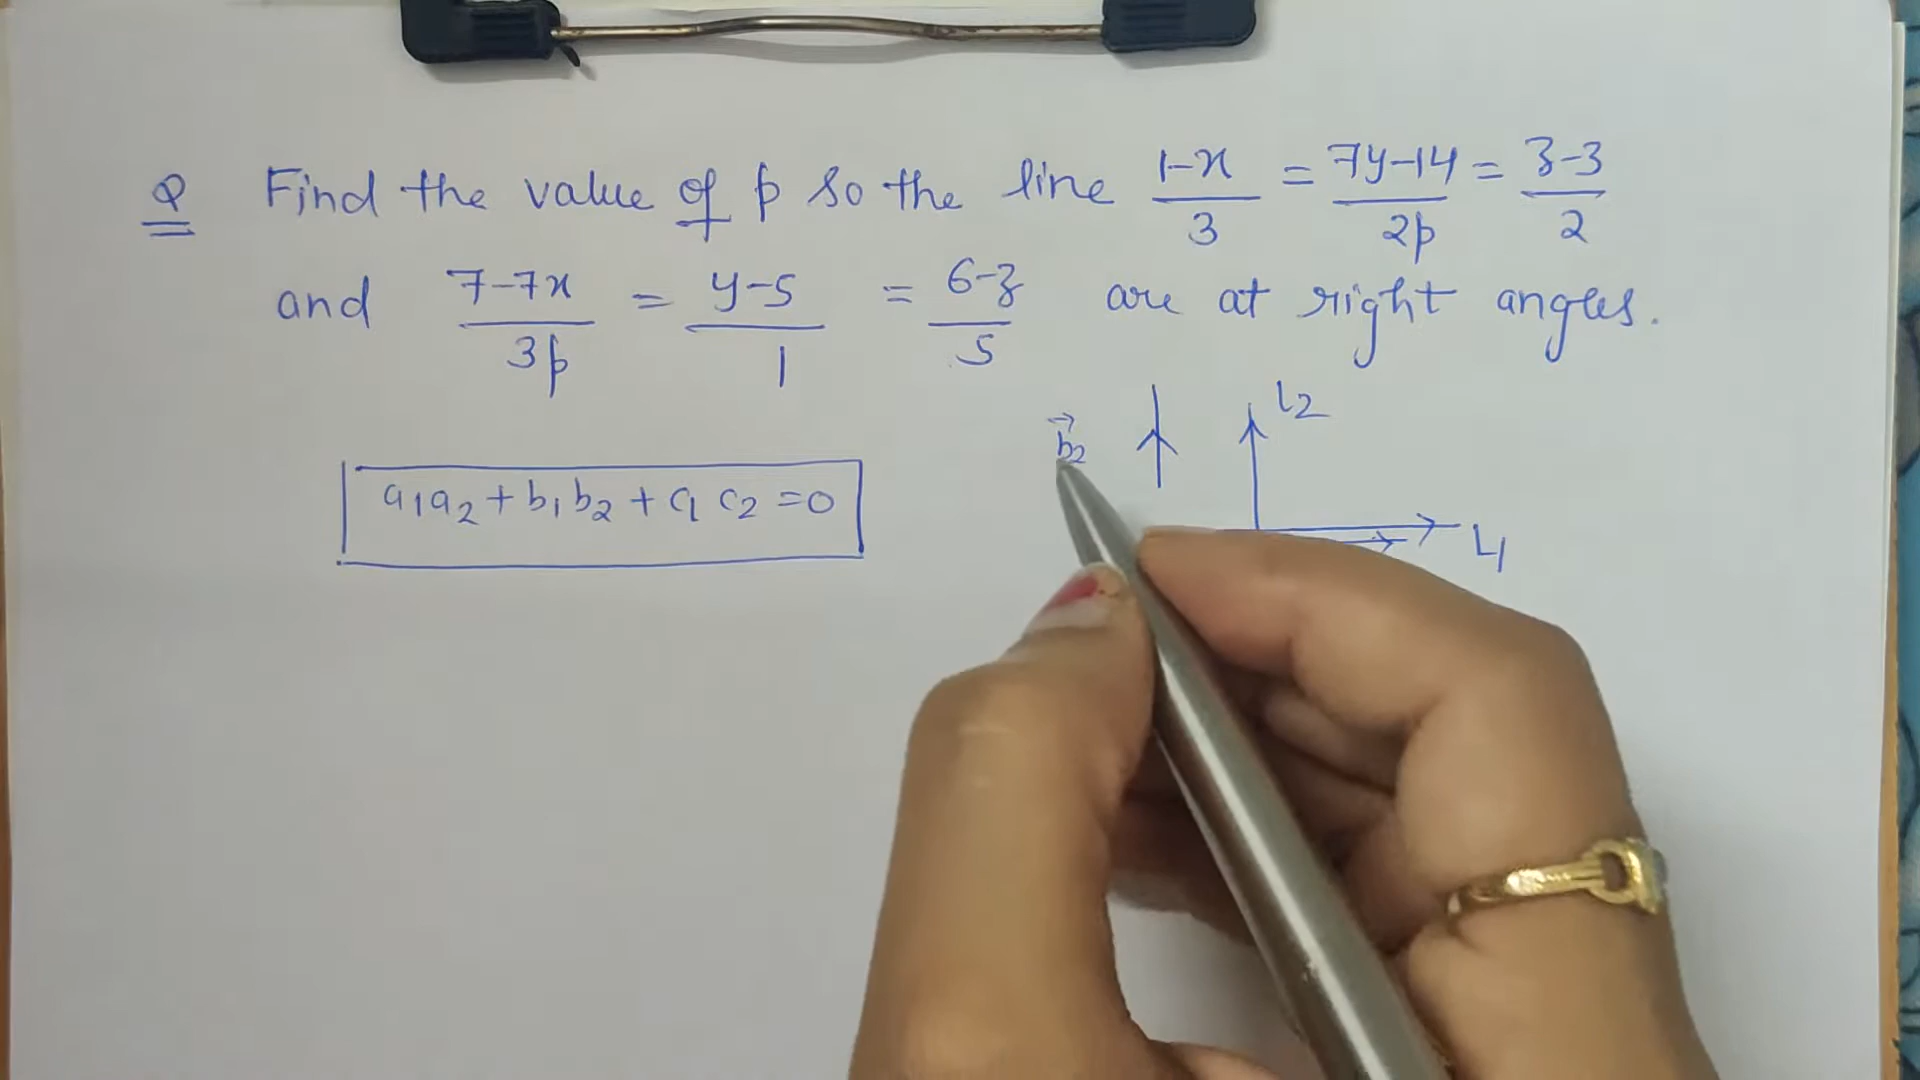 Q Find the value of p so the line 1-x/3 = 7y-14/2p = z-3/2
and 7-7x/3p = y-5/1 = 6-z/5 are at right angles.
a₁a₂ + b₁b₂ + c₁c₂ = 0
b⃗₂
L2
L1